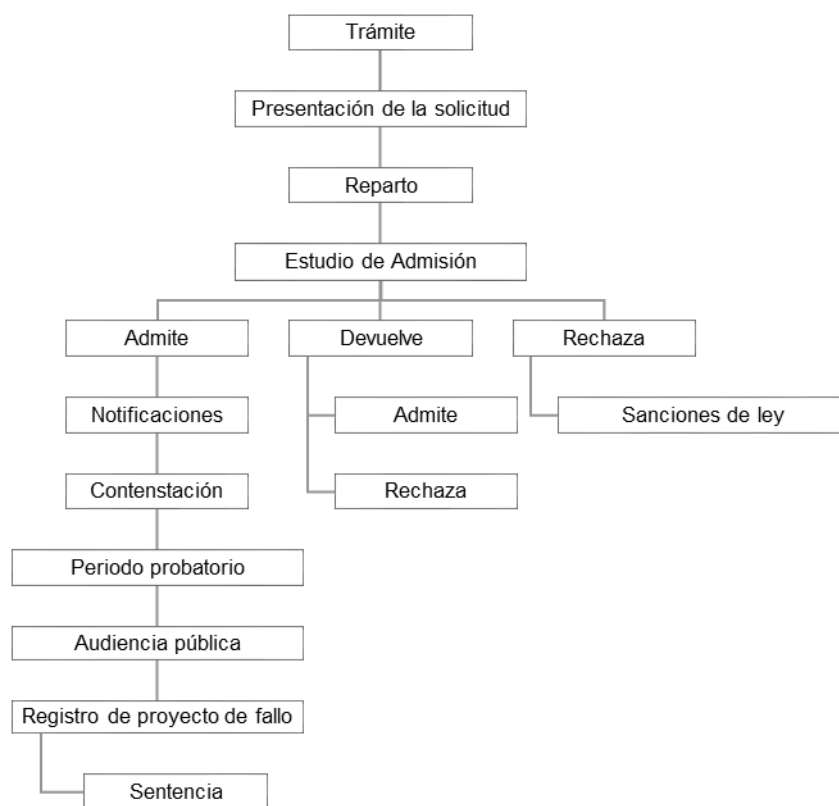 Trámite
Presentación de la solicitud
Reparto
Estudio de Admisión
Admite
Devuelve
Rechaza
Notificaciones
Admite
Sanciones de ley
Contenstación
Rechaza
Periodo probatorio
Audiencia pública
Registro de proyecto de fallo
Sentencia